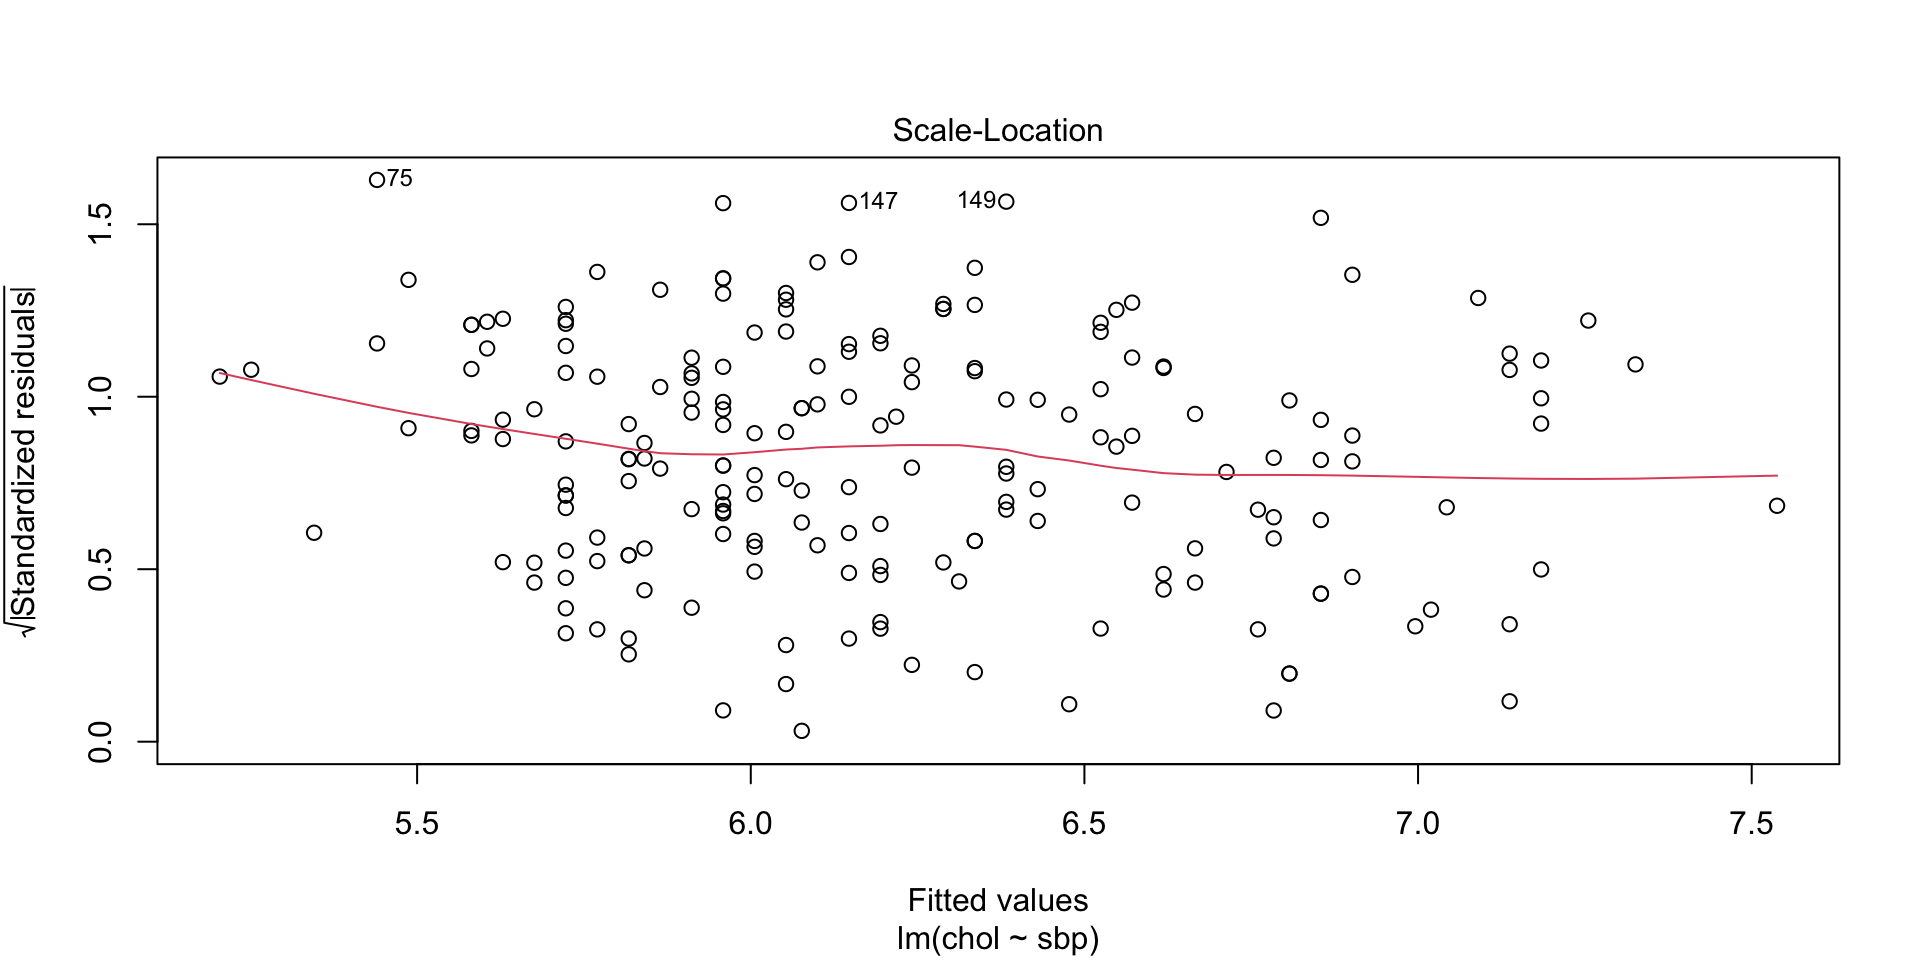 Scale-Location
√|Standardized residuals|
1.5
1.0
0.5
0.0
75
147
149
5.5 6.0 6.5 7.0 7.5
Fitted values
lm(chol ~ sbp)